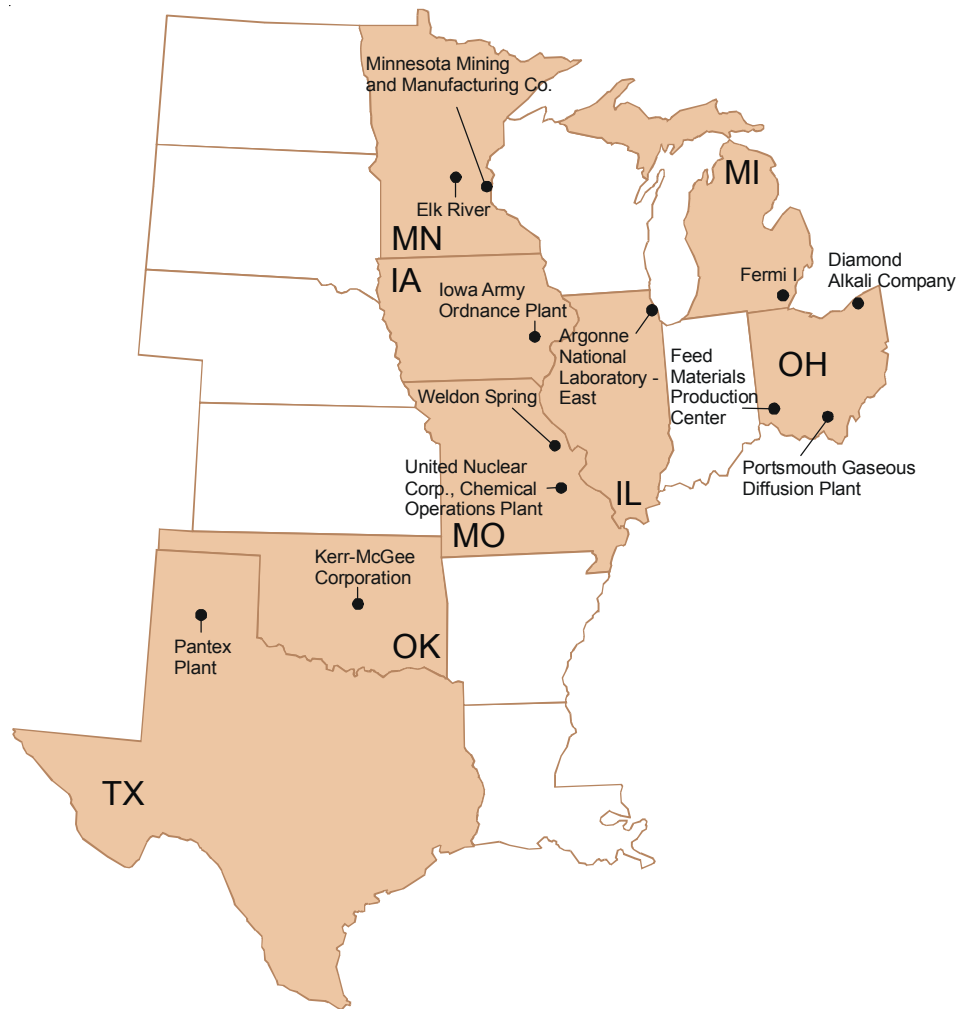 Minnesota Mining
and Manufacturing Co.
Elk River
MN
MI
IA
Iowa Army
Ordnance Plant
Fermi I
Diamond
Alkali Company
Argonne
National
Laboratory -
East
Feed
Materials
Production
Center
OH
Weldon Spring
Portsmouth Gaseous
Diffusion Plant
United Nuclear
Corp., Chemical
Operations Plant
IL
MO
Kerr-McGee
Corporation
OK
Pantex
Plant
TX